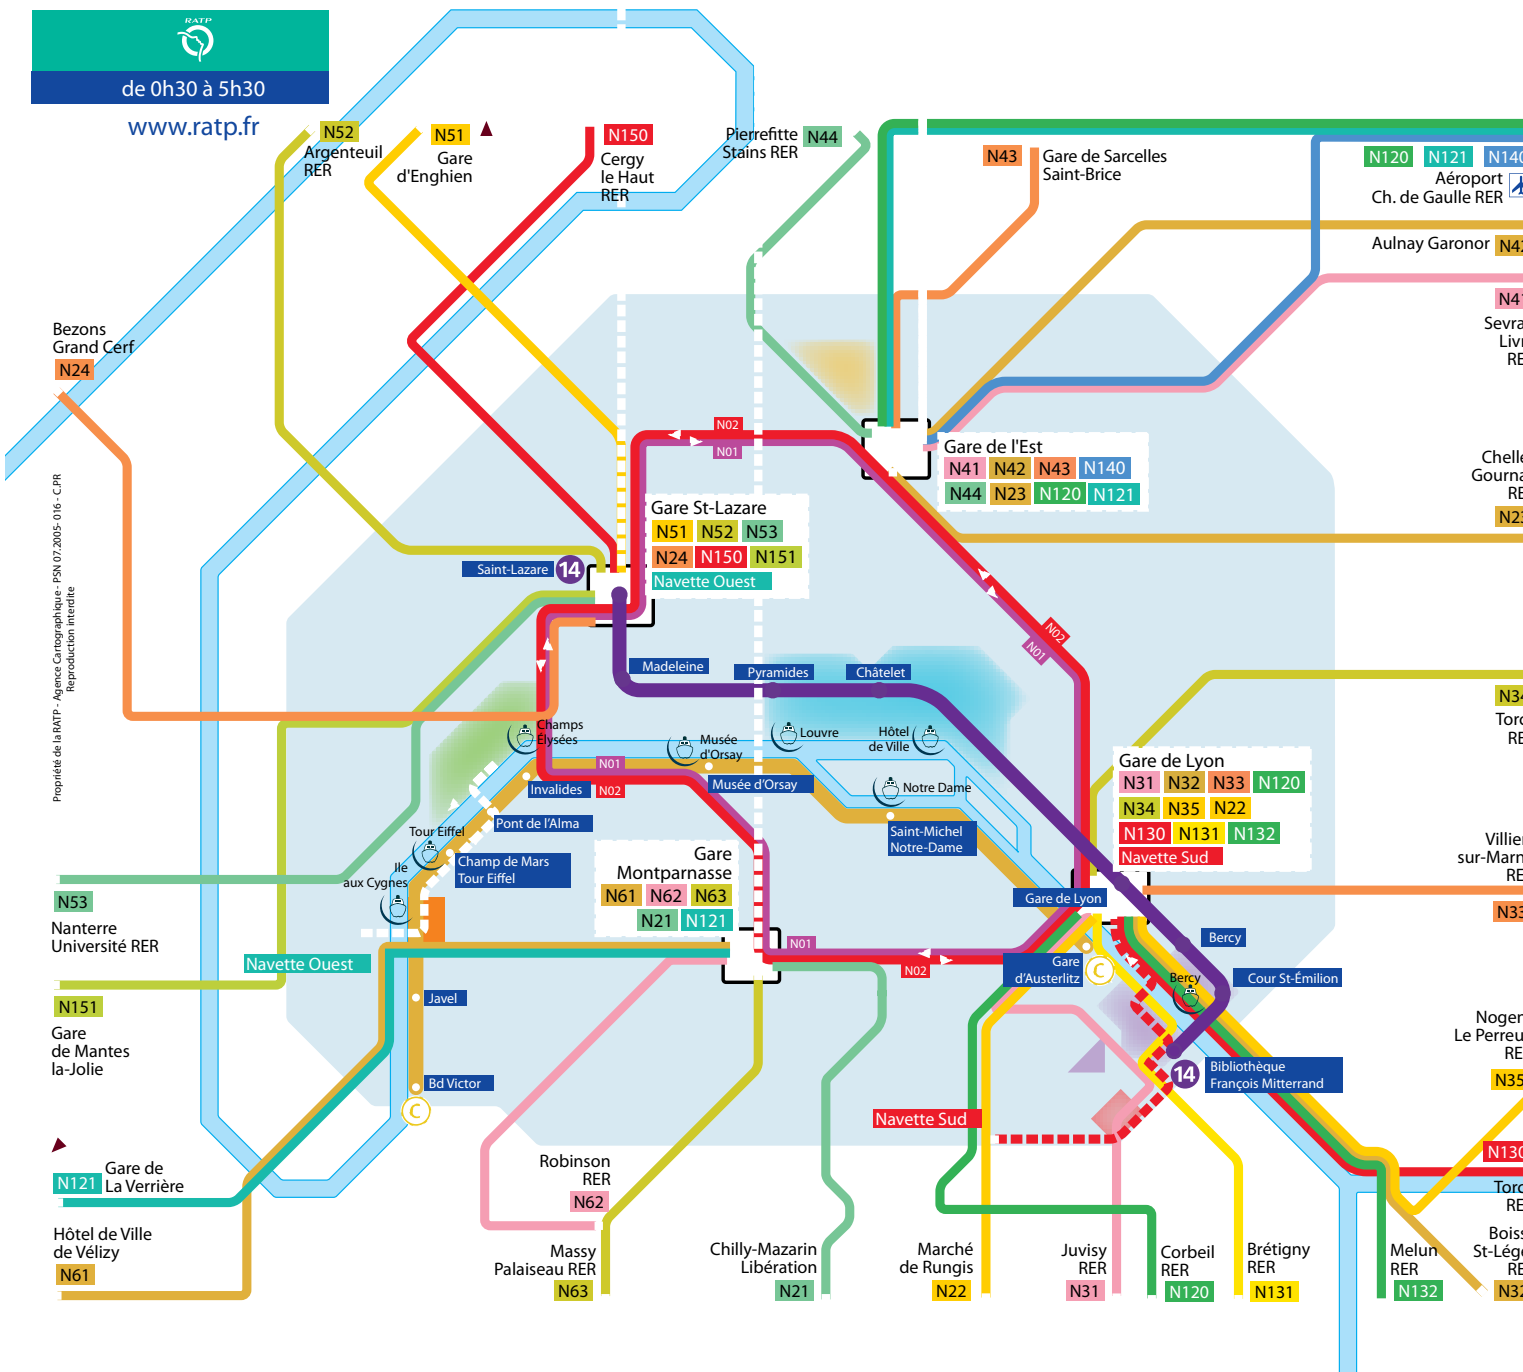 RATP
de 0h30 à 5h30
www.ratp.fr
N52
Argenteuil
RER
N51
Gare
d'Enghien
N150
Cergy
le Haut
RER
Pierrefitte
Stains RER
N44
N43
Gare de Sarcelles
Saint-Brice
N120 N121 N140
Aéroport
Ch. de Gaulle RER
Aulnay Garonor
Bezons
Grand Cerf
N24
N02
N01
Gare de l'Est
N41 N42 N43 N140
N44 N23 N120 N121
Gare St-Lazare
N51 N52 N53
N24 N150 N151
Navette Ouest
Saint-Lazare
14
Propriété de la RATP - Agence Cartographique - PSN 07.2005- 016 - C.PR
Reproduction interdite
N02
N01
Madeleine
Pyramides
Châtelet
Champs
Élysées
Musée
d'Orsay
Louvre
Hôtel
de Ville
N01
N02
Invalides
Musée d'Orsay
Notre Dame
Pont de l'Alma
Tour Eiffel
Saint-Michel
Notre-Dame
Champ de Mars
Tour Eiffel
Ile
aux Cygnes
Gare de Lyon
N31 N32 N33 N120
N34 N35 N22
N130 N131 N132
Navette Sud
Gare
Montparnasse
N61 N62 N63
N21 N121
Gare de Lyon
N53
Nanterre
Université RER
N33
N01
N02
Bercy
Gare
d'Austerlitz
C
Bercy
Cour St-Émilion
Navette Ouest
N151
Gare
de Mantes
la-Jolie
Javel
Bd Victor
C
14
Bibliothèque
François Mitterrand
N35
Navette Sud
N130
N121
Gare de
La Verrière
Robinson
RER
N62
Hôtel de Ville
de Vélizy
N61
Massy
Palaiseau RER
N63
Chilly-Mazarin
Libération
N21
Marché
de Rungis
N22
Juvisy
RER
N31
Corbeil
RER
N120
Brétigny
RER
N131
Melun
RER
N132
N32